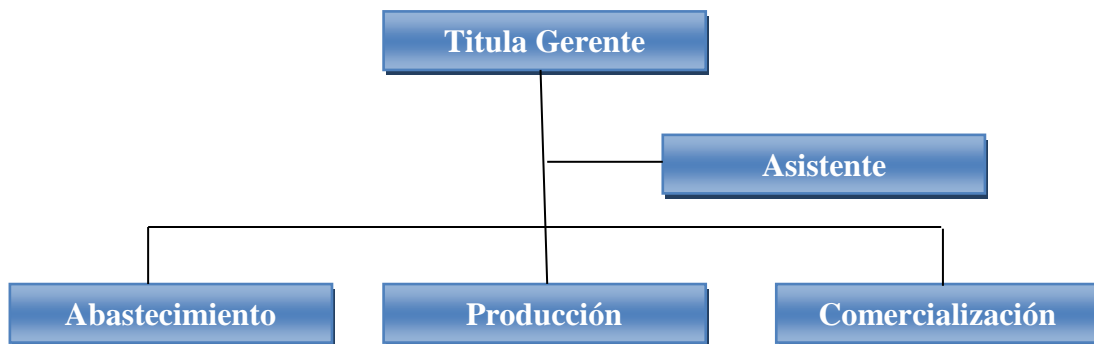 Titula Gerente
Asistente
Abastecimiento
Producción
Comercialización